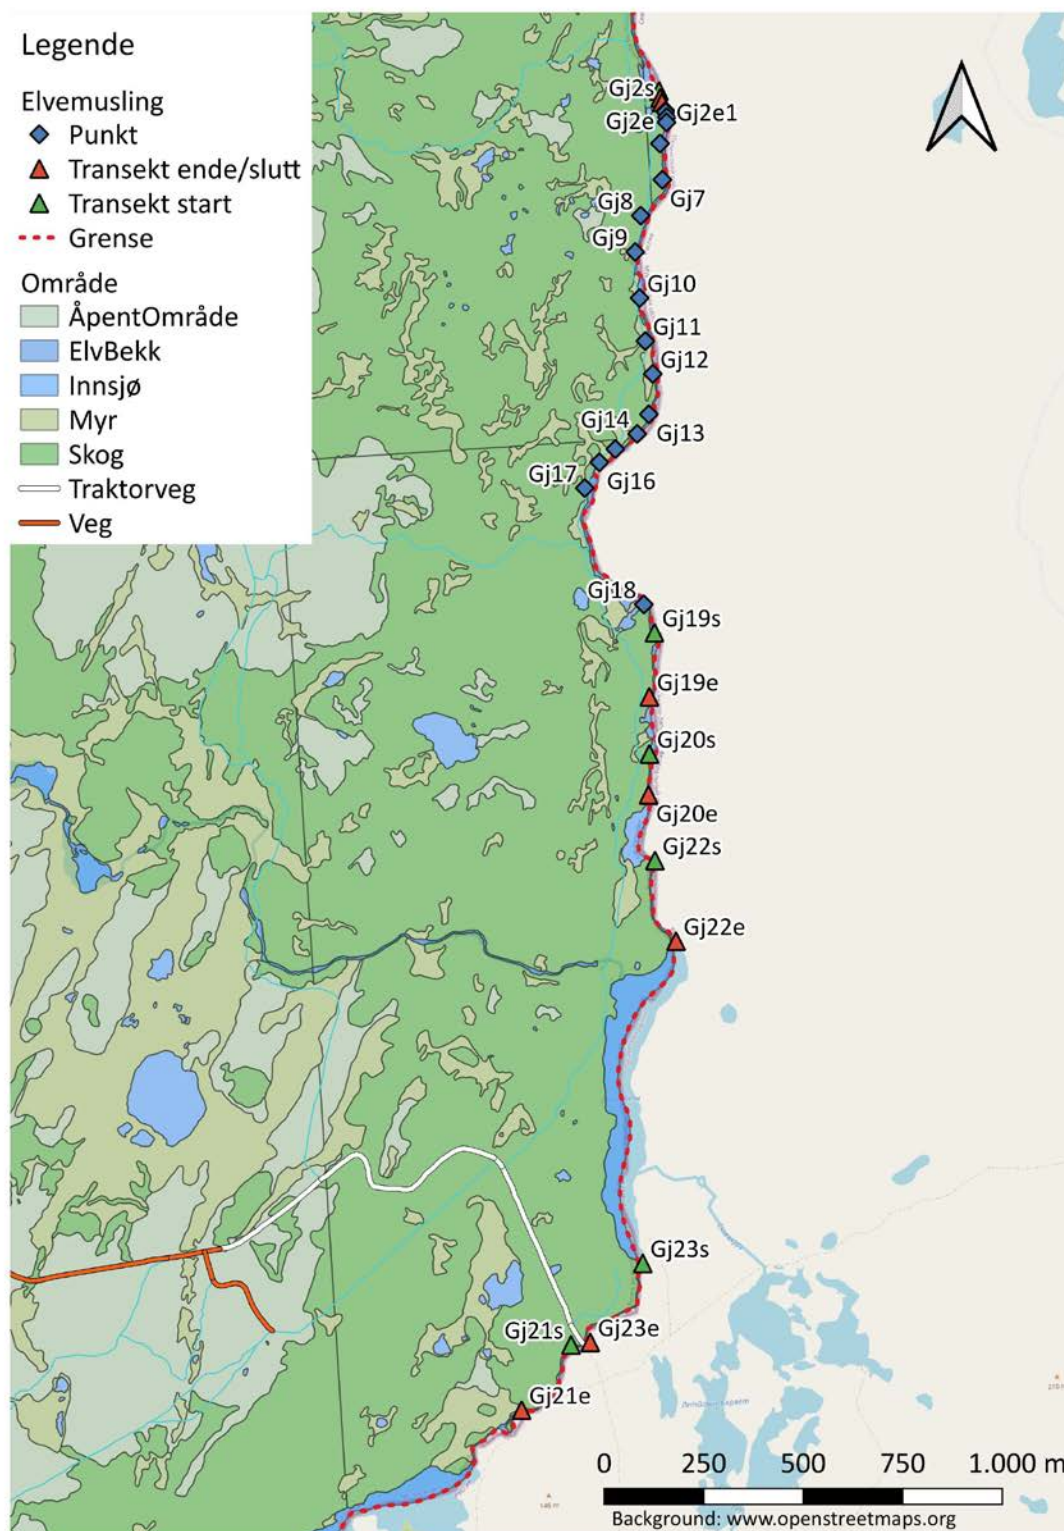 Legende
Elvemusling
Punkt
Transekt ende/slutt
Transekt start
Grense
Område
ÅpentOmråde
ElvBekk
Innsjø
Myr
Skog
Traktorveg
Veg
Gj2s
Gj2e
Gj2e1
Gj7
Gj8
Gj9
Gj10
Gj11
Gj12
Gj14
Gj13
Gj17
Gj16
Gj18
Gj19s
Gj19e
Gj20s
Gj20e
Gj22s
Gj22e
Gj23s
Gj21s
Gj23e
Gj21e
0 250 500 750 1.000 m
Background: www.openstreetmaps.org